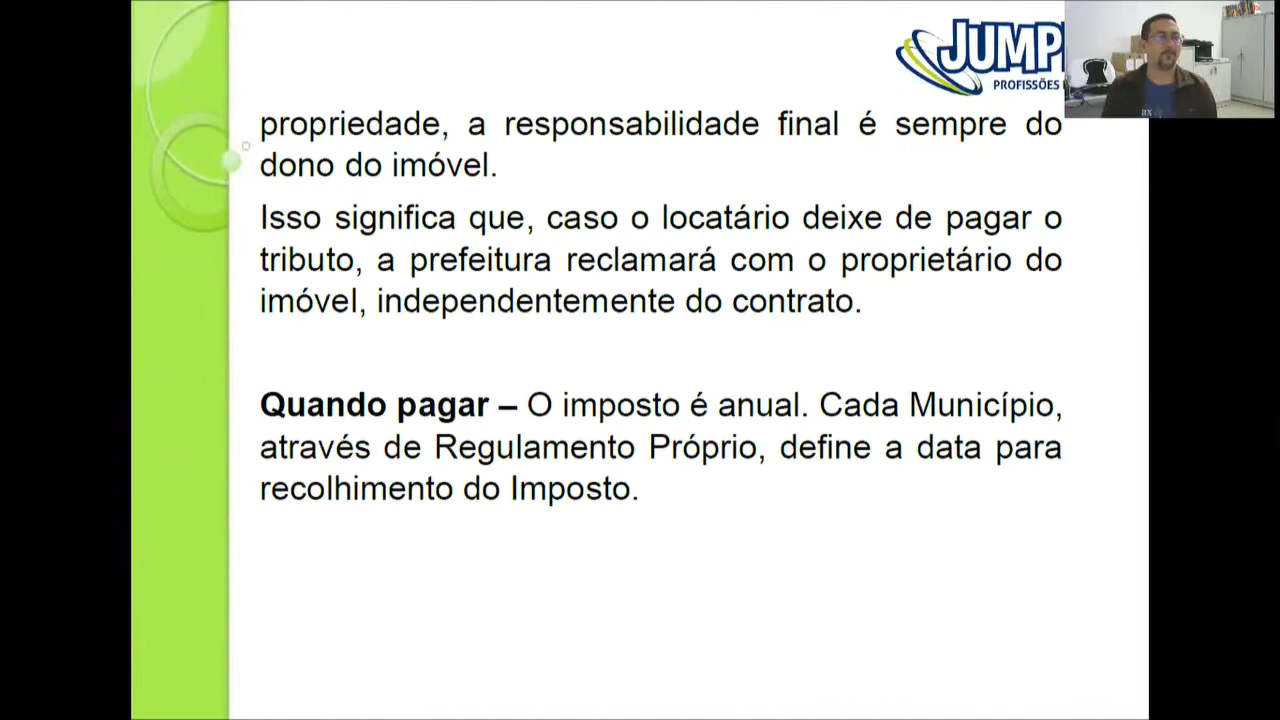 JUMP
PROFISSÕES
propriedade, a responsabilidade final é sempre do
dono do imóvel.
Isso significa que, caso o locatário deixe de pagar o
tributo, a prefeitura reclamará com o proprietário do
imóvel, independentemente do contrato.
Quando pagar – O imposto é anual. Cada Município,
através de Regulamento Próprio, define a data para
recolhimento do Imposto.